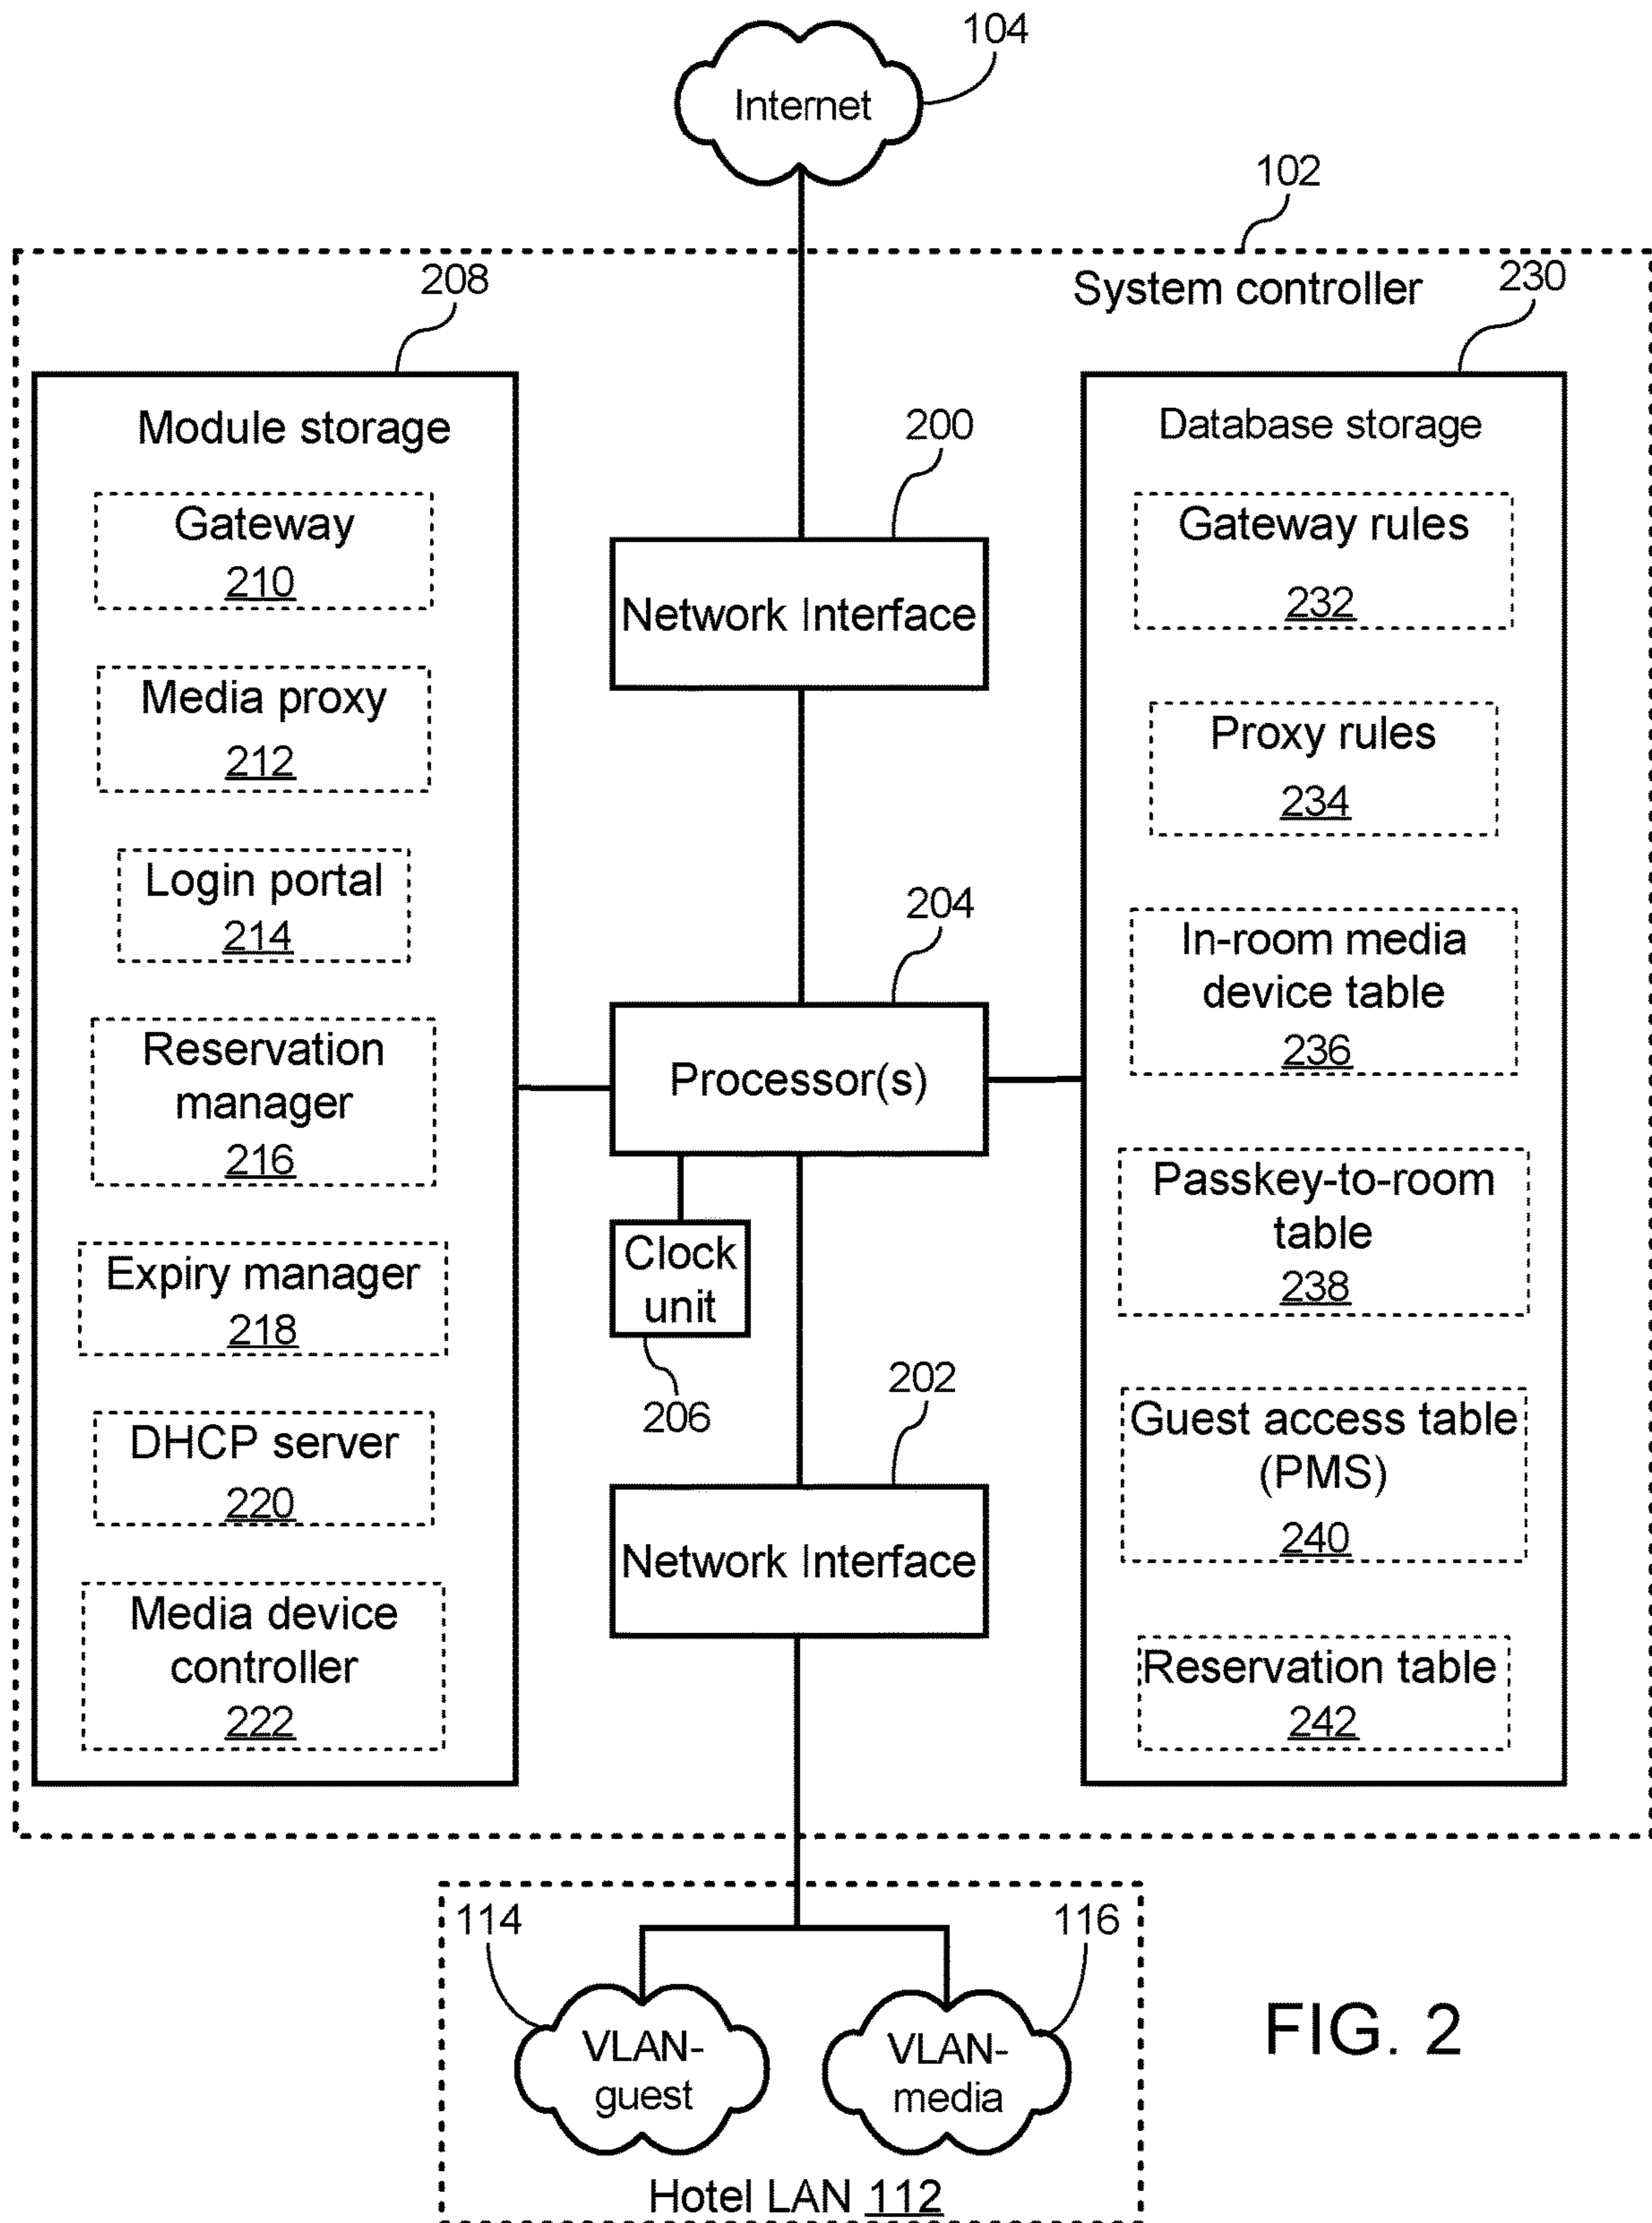 104
Internet
102
System controller
208
230
Module storage
Gateway
210
Media proxy
212
Login portal
214
Reservation
manager
216
Expiry manager
218
DHCP server
220
Media device
controller
222
200
Network Interface
204
Processor(s)
Clock
unit
206
202
Network Interface
Database storage
Gateway rules
232
Proxy rules
234
In-room media
device table
236
Passkey-to-room
table
238
Guest access table
(PMS)
240
Reservation table
242
114
116
VLAN-
guest
VLAN-
media
Hotel LAN 112
FIG. 2